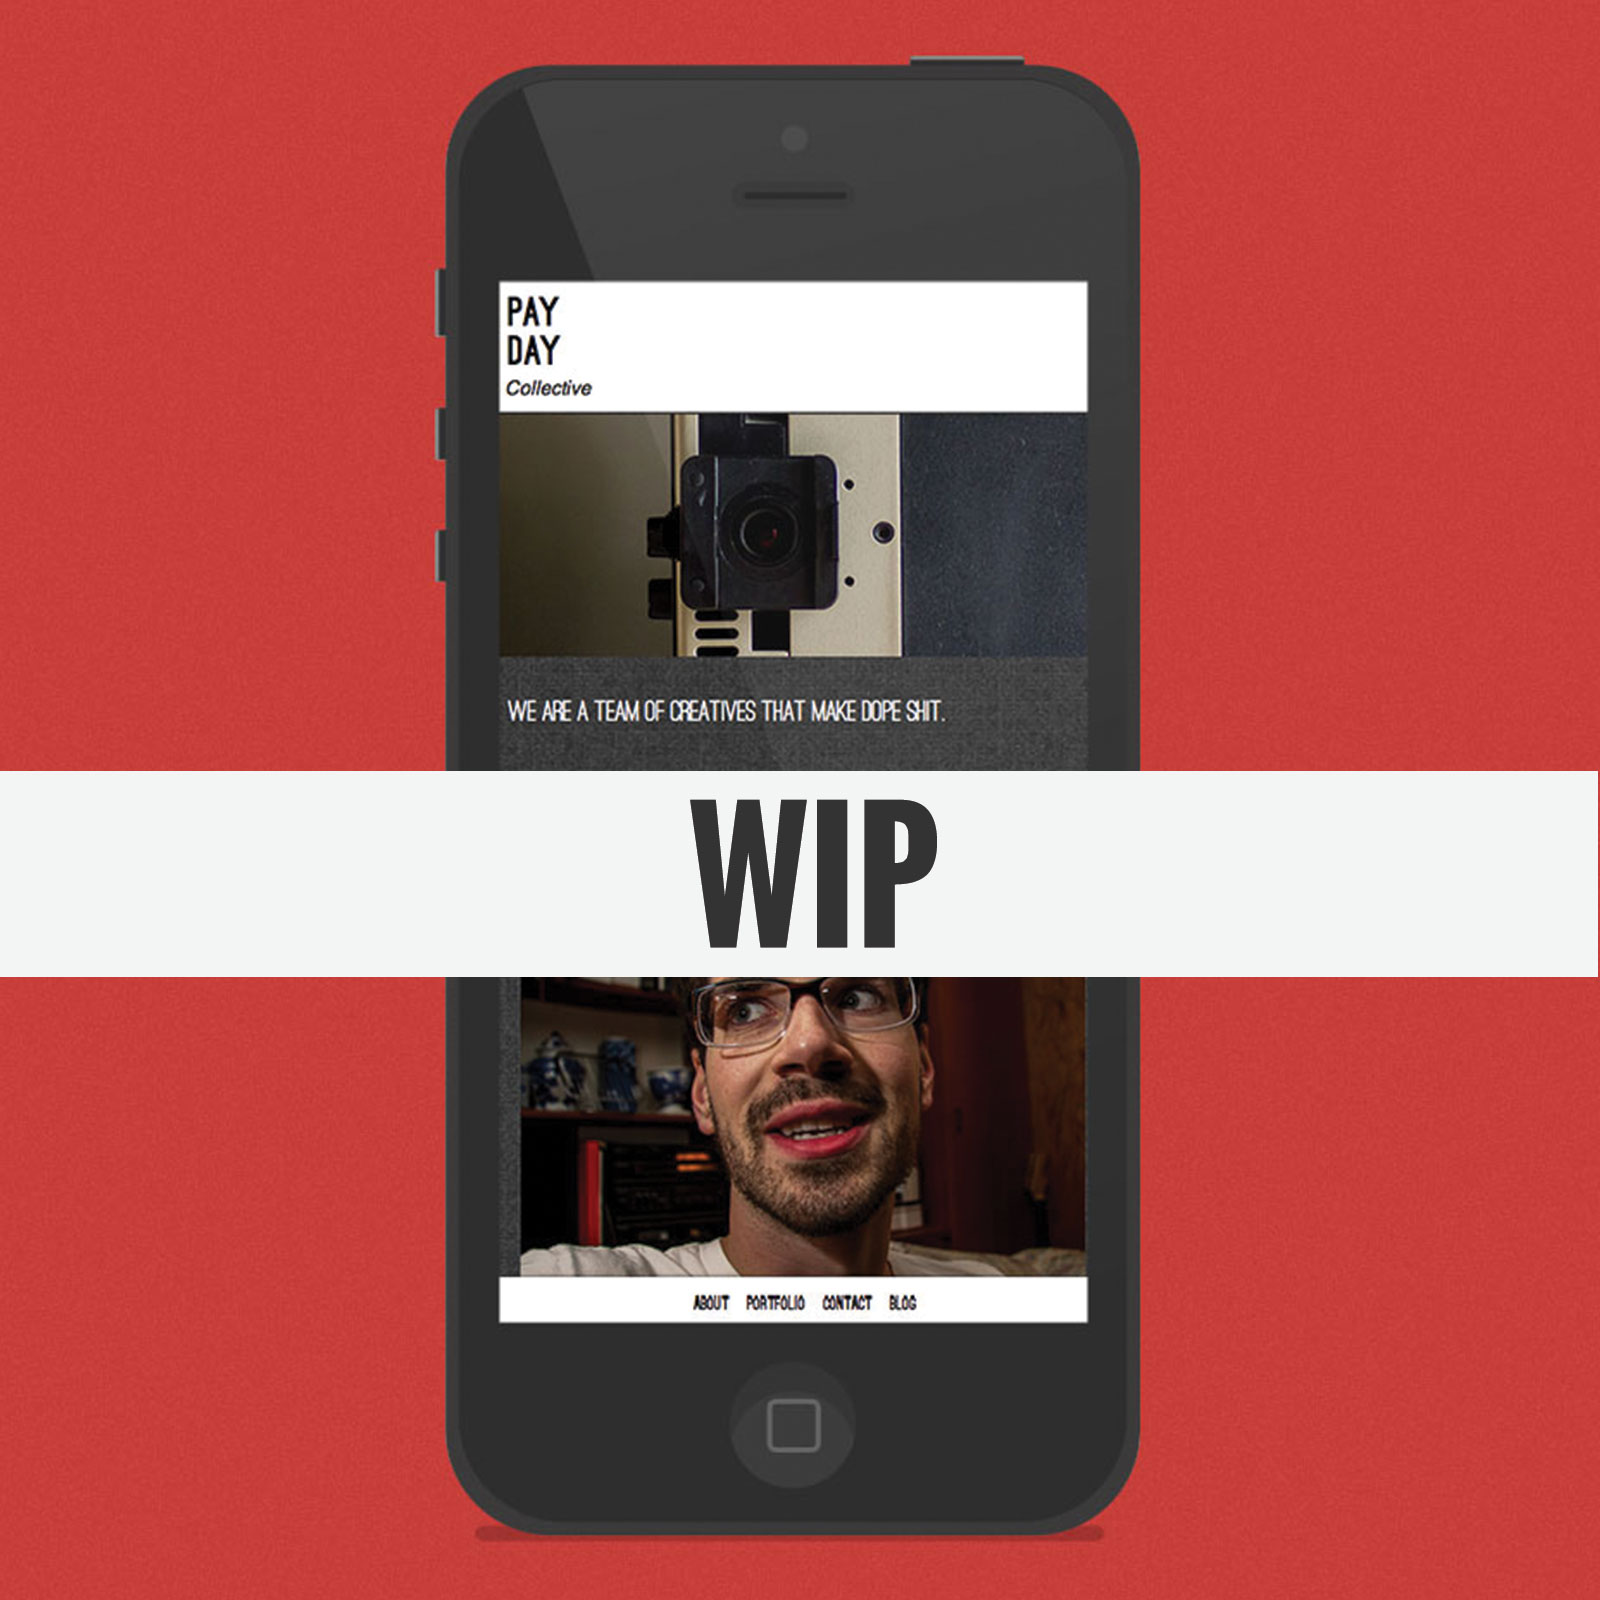 PAY
DAY
Collective
WE ARE A TEAM OF CREATIVES THAT MAKE DOPE SHIT.
WIP
ABOUT PORTFOLIO CONTACT BLOG